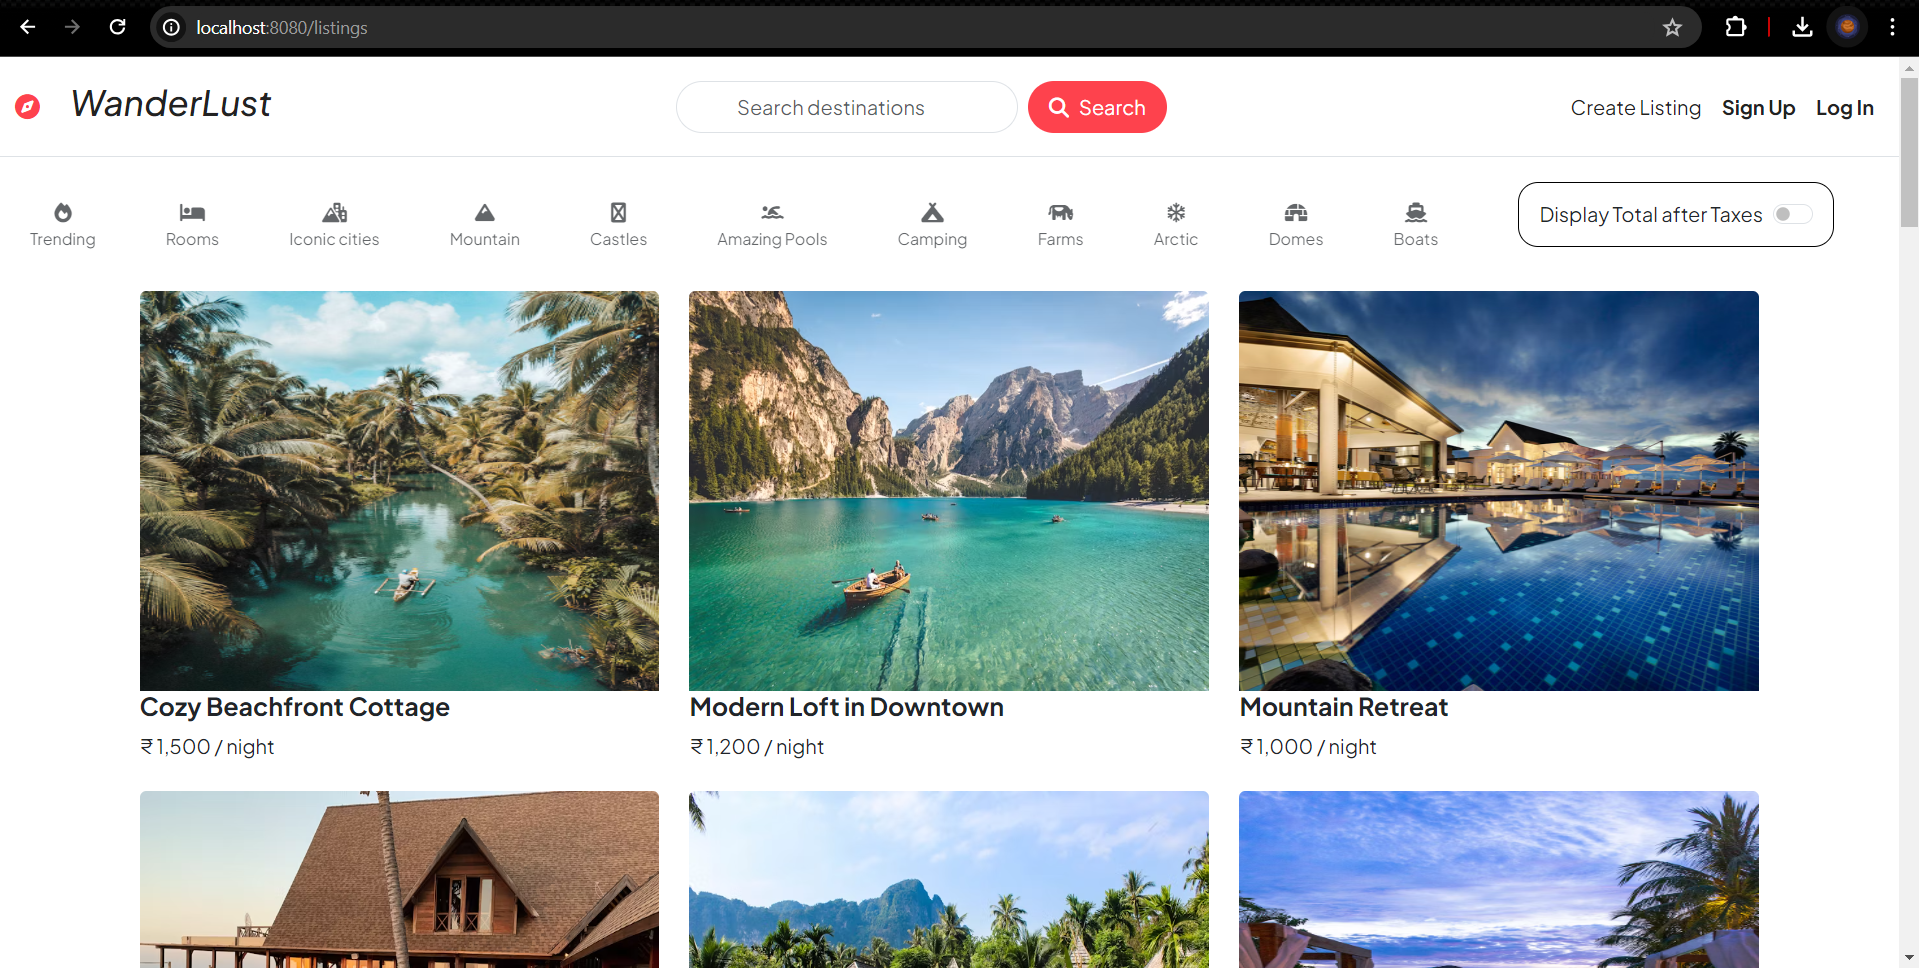 localhost:8080/listings
WanderLust
Search destinations
Search
Create Listing Sign Up Log In
Trending Rooms Iconic cities Mountain Castles Amazing Pools Camping Farms Arctic Domes Boats
Display Total after Taxes
Cozy Beachfront Cottage
₹1,500 / night
Modern Loft in Downtown
₹1,200 / night
Mountain Retreat
₹1,000 / night